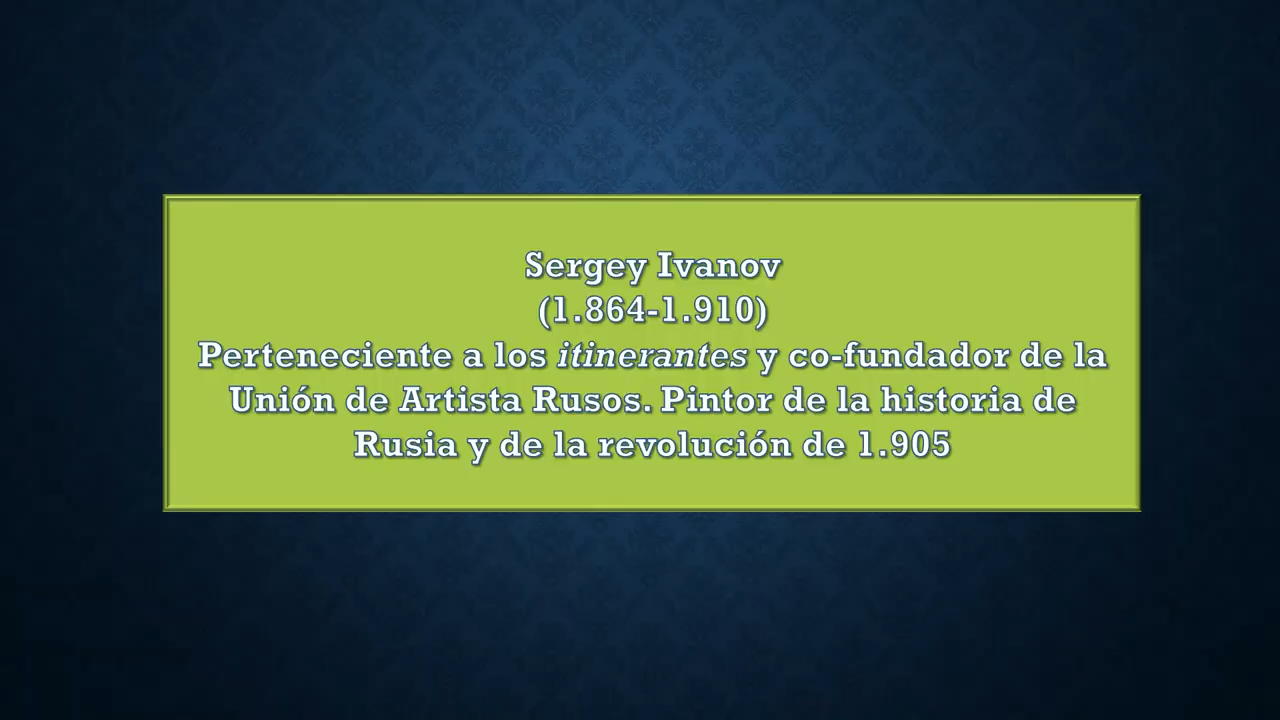 Sergey Ivanov
(1.864-1.910)
Perteneciente a los itinerantes y co-fundador de la
Unión de Artista Rusos. Pintor de la historia de
Rusia y de la revolución de 1.905